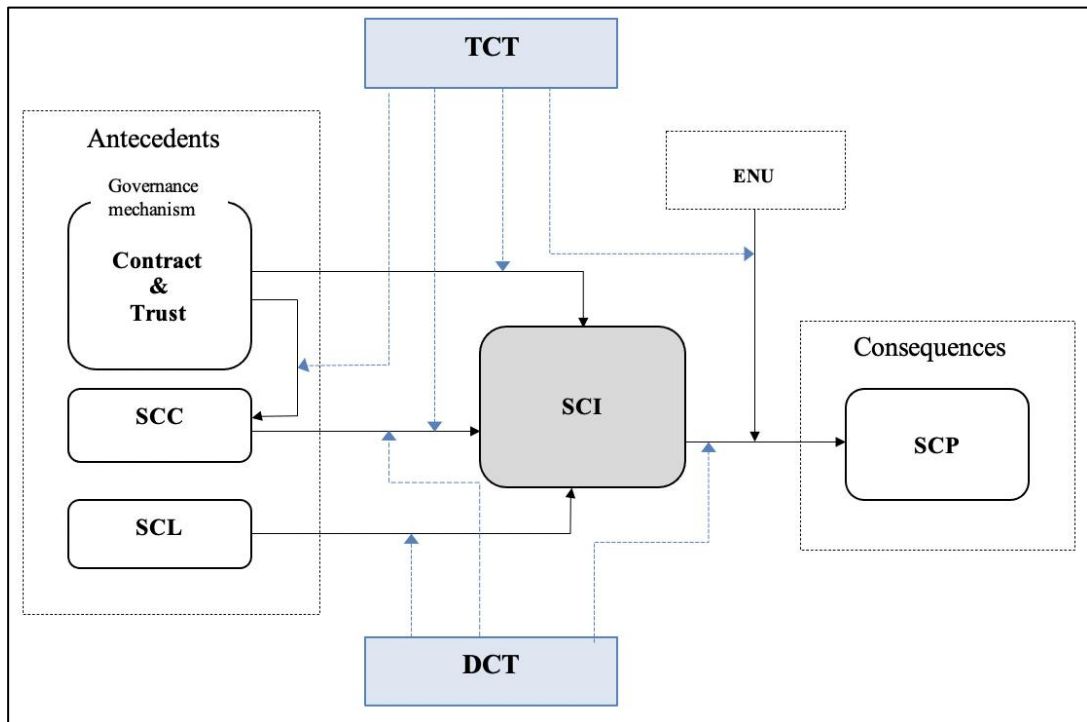 TCT
Antecedents
Governance
mechanism
Contract
&
Trust
SCC
SCL
SCI
ENU
Consequences
SCP
DCT